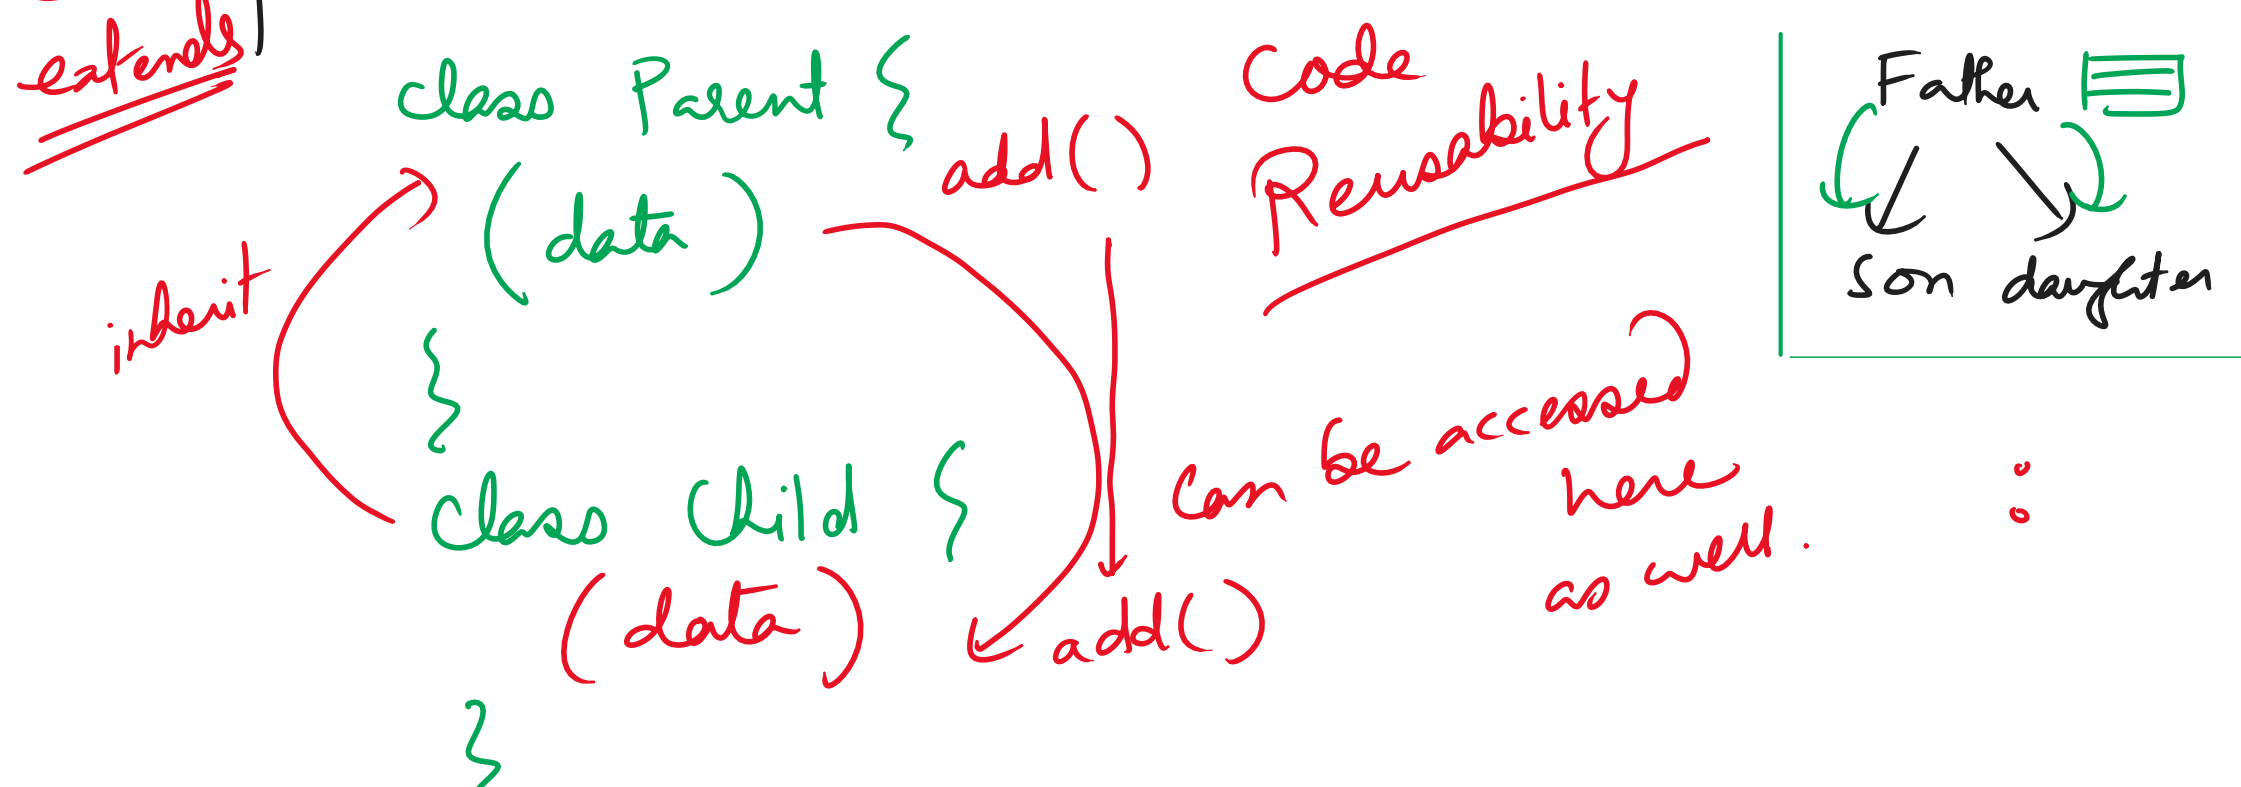 extends
class Parent {
(data)
}
class Child {
(data)
}
inherit
add()
add()
Code
Reusability
can be accessed
here
as well.
Father
Son daughter